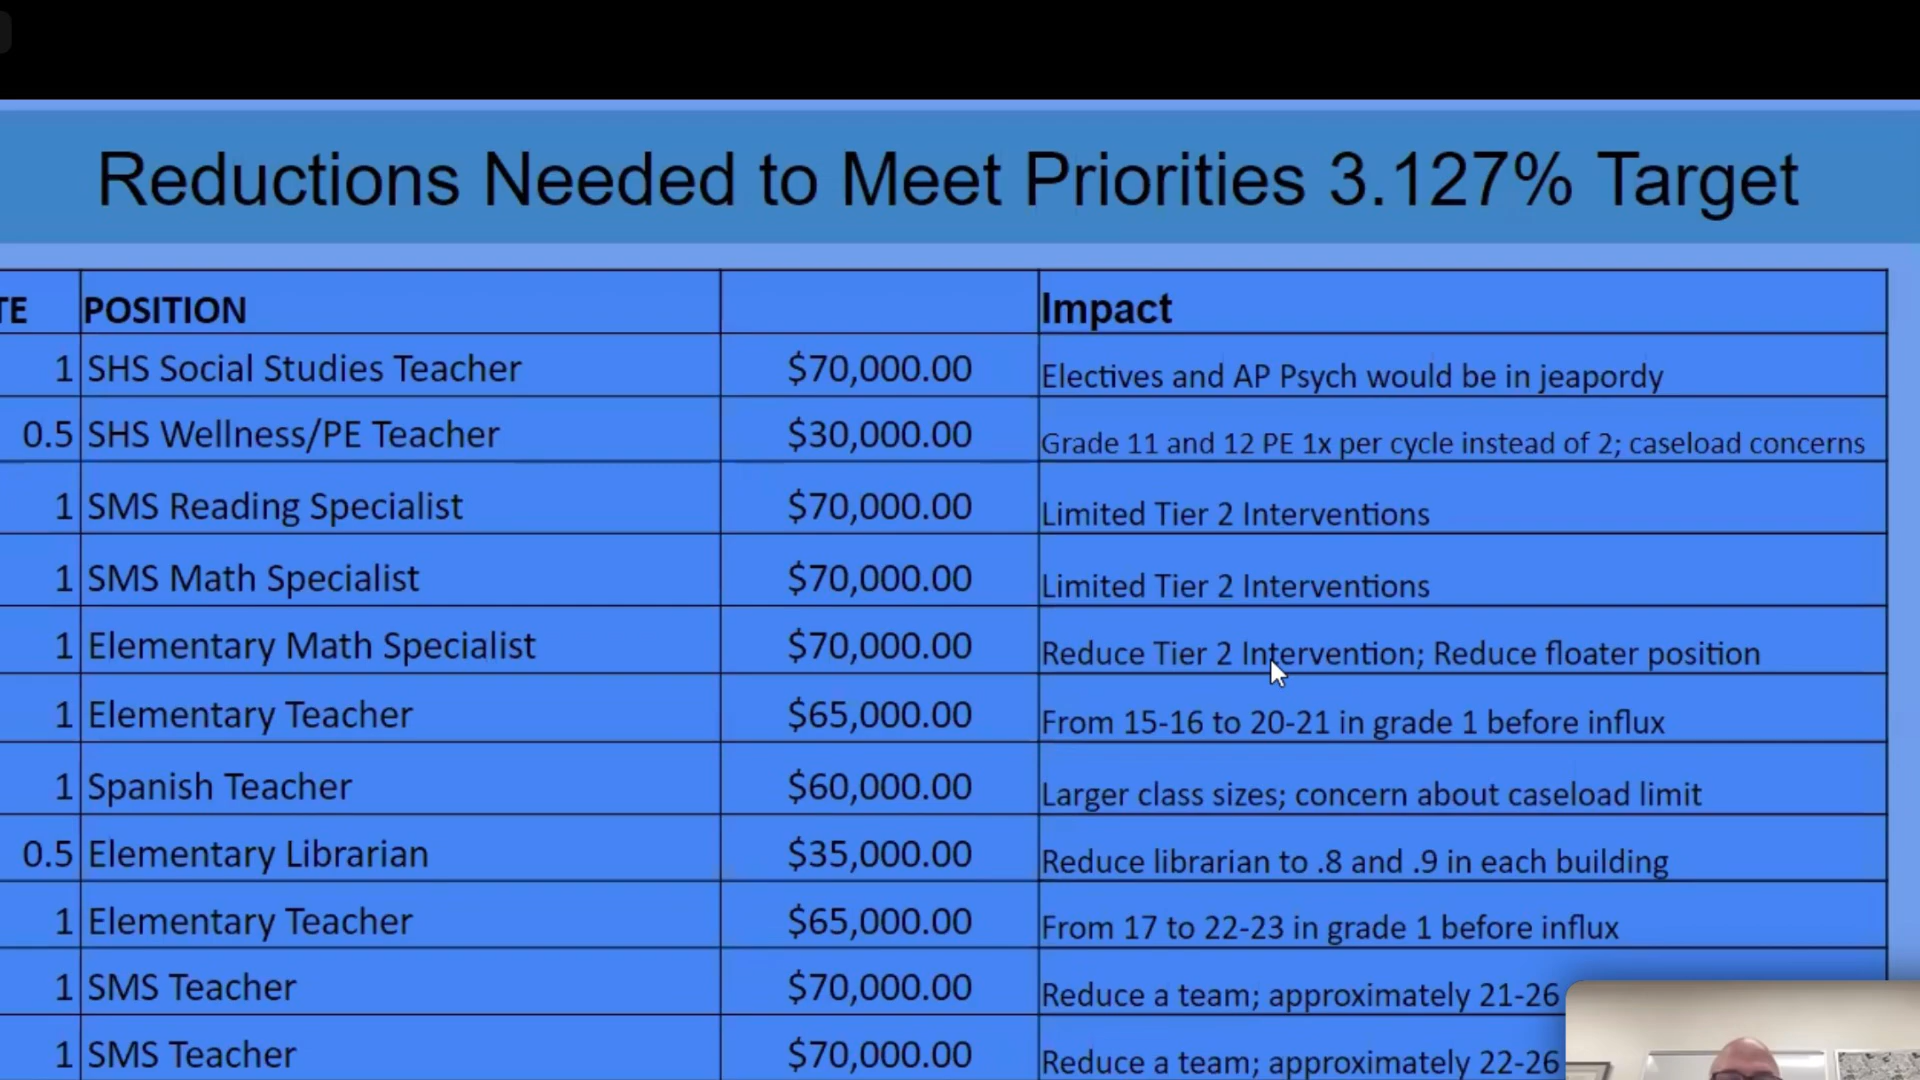 Reductions Needed to Meet Priorities 3.127% Target
TE POSITION Impact
1 SHS Social Studies Teacher $70,000.00 Electives and AP Psych would be in jeapordy
0.5 SHS Wellness/PE Teacher $30,000.00 Grade 11 and 12 PE 1x per cycle instead of 2; caseload concerns
1 SMS Reading Specialist $70,000.00 Limited Tier 2 Interventions
1 SMS Math Specialist $70,000.00 Limited Tier 2 Interventions
1 Elementary Math Specialist $70,000.00 Reduce Tier 2 Intervention; Reduce floater position
1 Elementary Teacher $65,000.00 From 15-16 to 20-21 in grade 1 before influx
1 Spanish Teacher $60,000.00 Larger class sizes; concern about caseload limit
0.5 Elementary Librarian $35,000.00 Reduce librarian to .8 and .9 in each building
1 Elementary Teacher $65,000.00 From 17 to 22-23 in grade 1 before influx
1 SMS Teacher $70,000.00 Reduce a team; approximately 21-26
1 SMS Teacher $70,000.00 Reduce a team; approximately 22-26